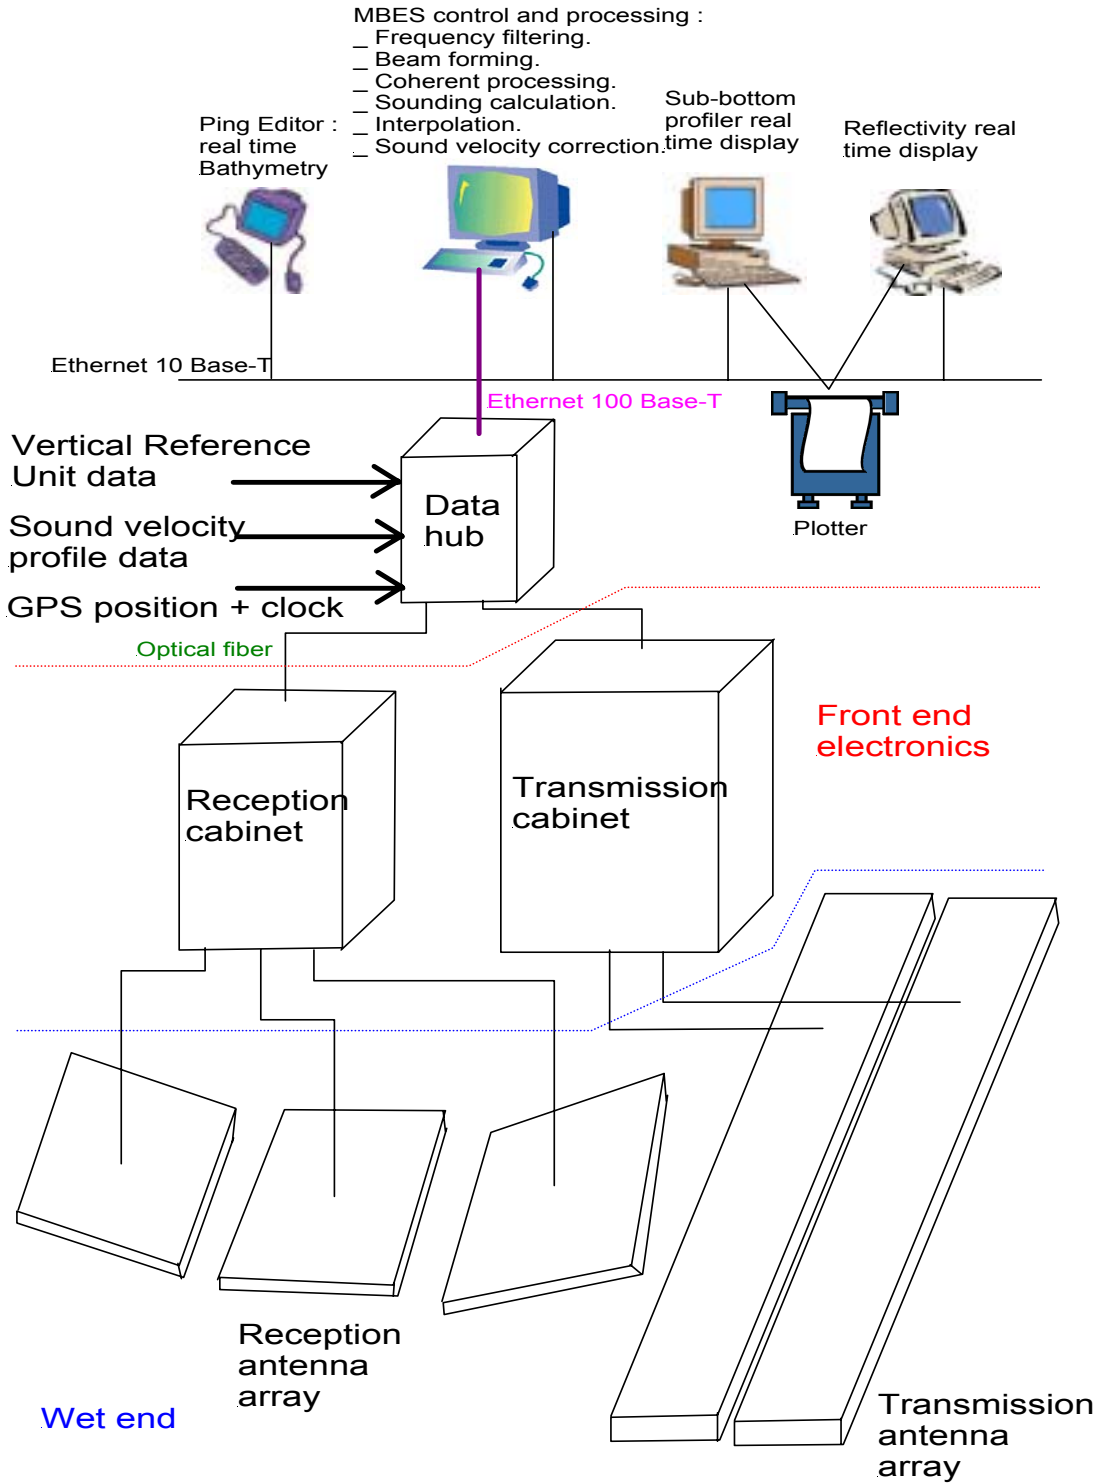 MBES control and processing :
_ Frequency filtering.
_ Beam forming.
_ Coherent processing.
_ Sounding calculation.
_ Interpolation.
_ Sound velocity correction.
Ping Editor :
real time
Bathymetry
Sub-bottom
profiler real
time display
Reflectivity real
time display
Ethernet 10 Base-T
Ethernet 100 Base-T
Vertical Reference
Unit data
Sound velocity
profile data
GPS position + clock
Data
hub
Plotter
Optical fiber
Reception
cabinet
Transmission
cabinet
Front end
electronics
Reception
antenna
array
Wet end
Transmission
antenna
array